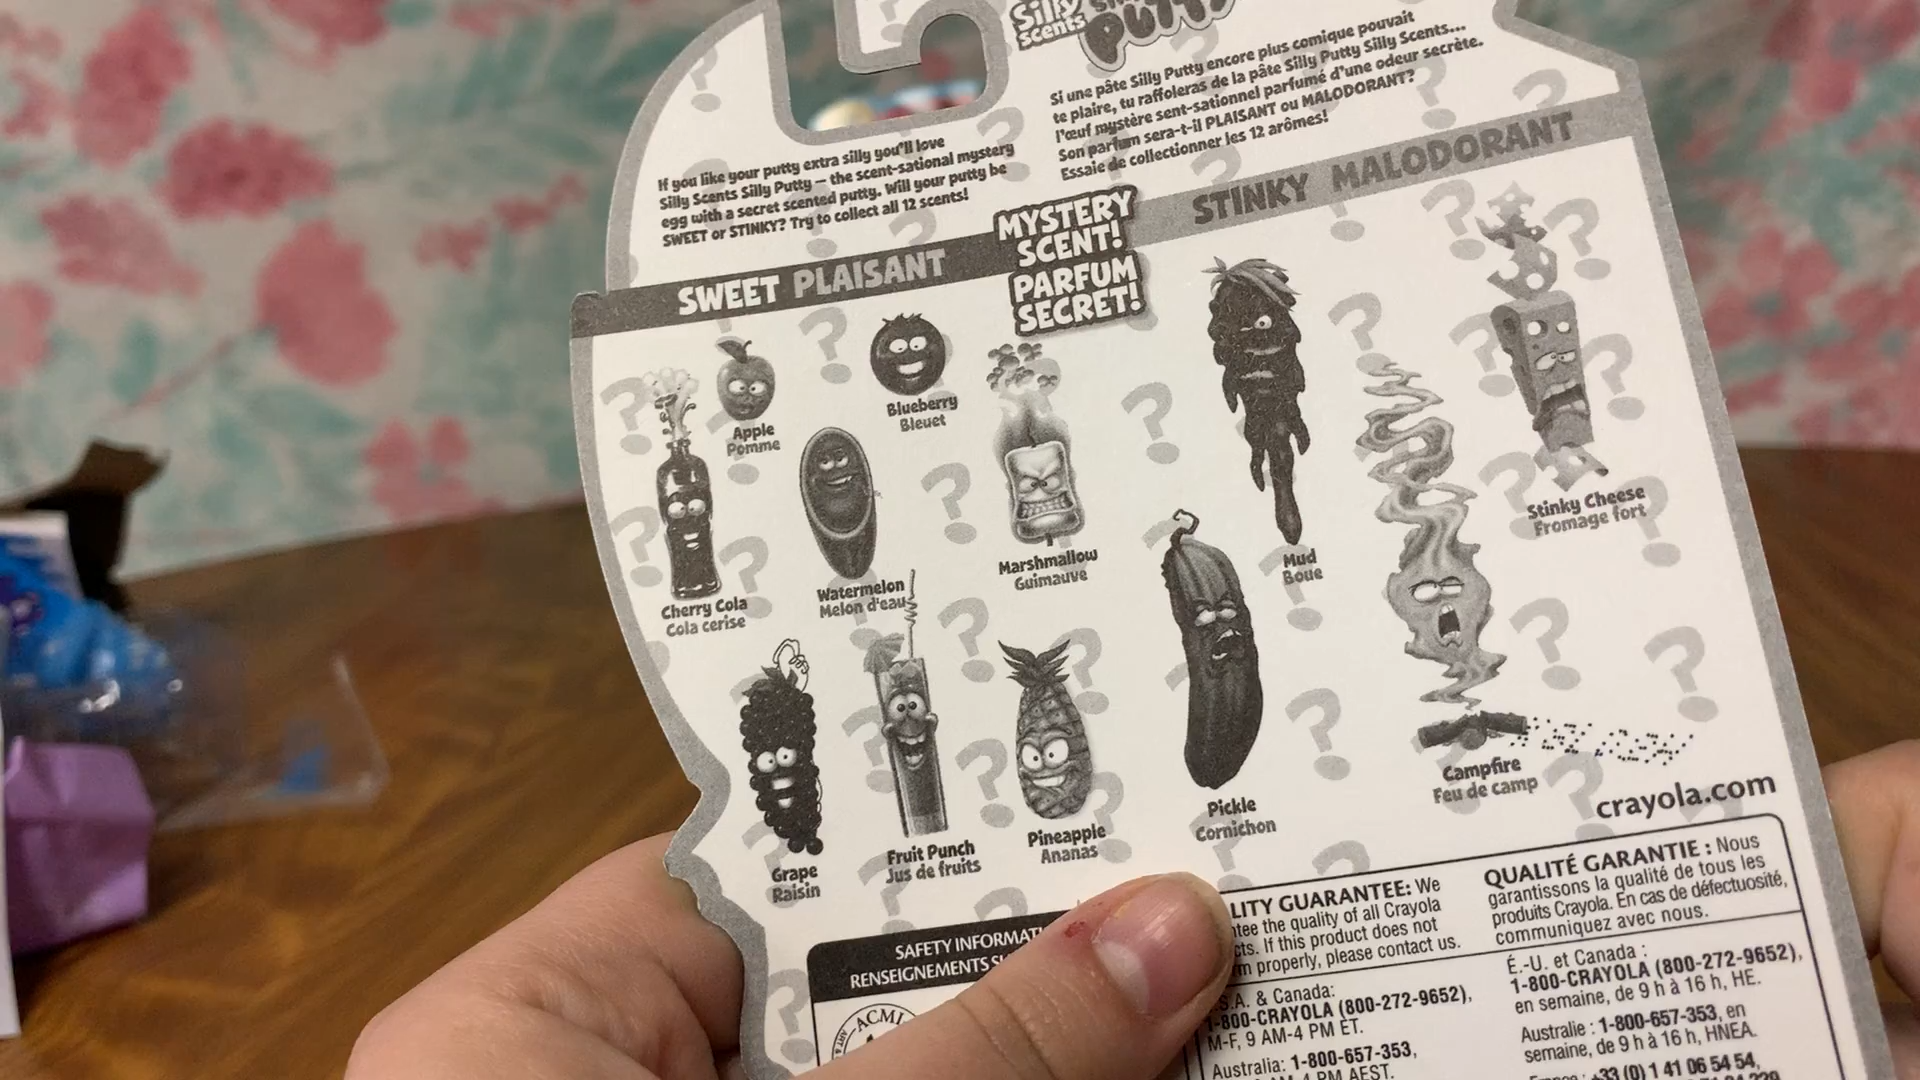 Silly
scents
PUTTY
If you like your putty extra silly you'll love
Silly Scents Silly Putty – the scent-sational mystery
egg with a secret scented putty. Will your putty be
SWEET or STINKY? Try to collect all 12 scents!
Si une pâte Silly Putty encore plus comique pouvait
te plaire, tu raffoleras de la pâte Silly Putty Silly Scents...
l'œuf mystère sent-sationnel parfumé d'une odeur secrète.
Son parfum sera-t-il PLAISANT ou MALODORANT?
Essaie de collectionner les 12 arômes!
SWEET PLAISANT
MYSTERY
SCENT!
PARFUM
SECRET!
STINKY MALODORANT
Apple
Pomme
Blueberry
Bleuet
Cherry Cola
Cola cerise
Watermelon
Melon d'eau
Marshmallow
Guimauve
Mud
Boue
Stinky Cheese
Fromage fort
Grape
Raisin
Fruit Punch
Jus de fruits
Pineapple
Ananas
Pickle
Cornichon
Campfire
Feu de camp
crayola.com
SAFETY
RENSEIGNEMENTS
ACMI
GUARANTEE: We
the quality of all Crayola
If this product does not
properly, please contact us.
& Canada:
1-800-CRAYOLA (800-272-9652),
M-F, 9 AM-4 PM ET.
Australia: 1-800-657-353,
PM AEST.
QUALITÉ GARANTIE : Nous
garantissons la qualité de tous les
produits Crayola. En cas de défectuosité,
communiquez avec nous.
É.-U. et Canada :
1-800-CRAYOLA (800-272-9652),
en semaine, de 9 h à 16 h, HE.
Australie : 1-800-657-353, en
semaine, de 9 h à 16 h, HNEA.
+33 (0) 1 41 06 54 54,